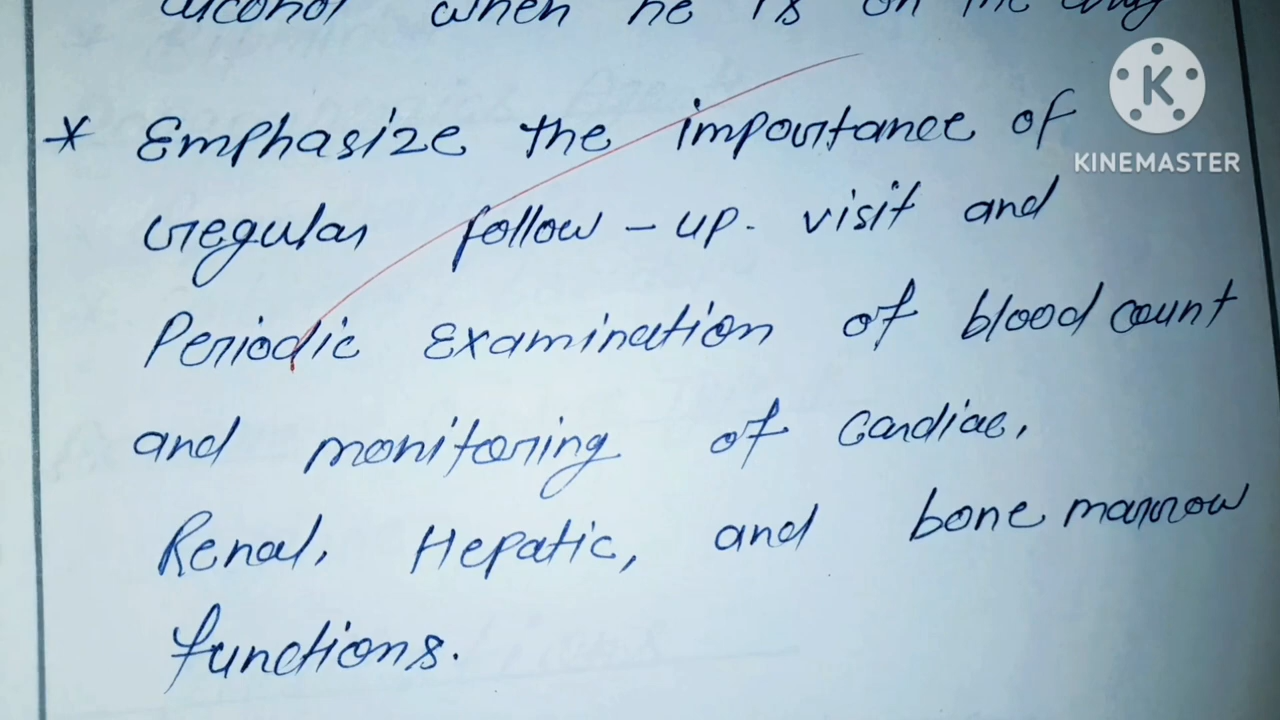 alcohol when he is on the drug
* Emphasize the importance of
regular follow-up. visit and
Periodic Examination of blood count
and monitoring of cardiac,
Renal, Hepatic, and bone marrow
functions.
K
KINEMASTER